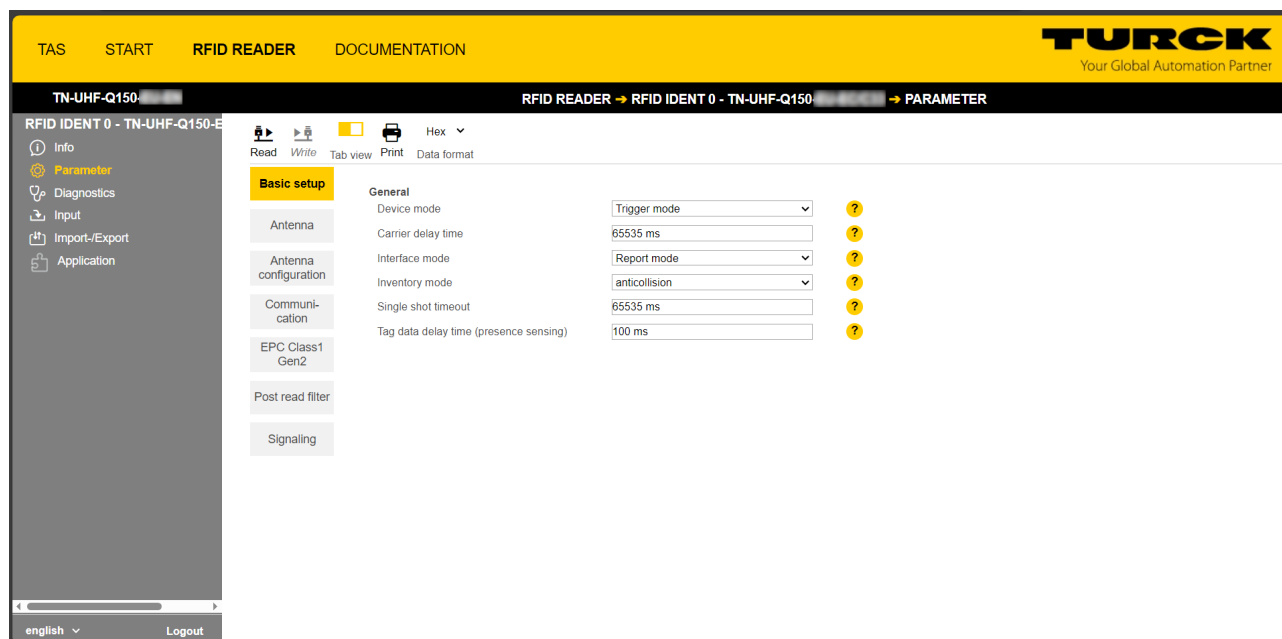 TAS START RFID READER DOCUMENTATION
TURCK
Your Global Automation Partner
TN-UHF-Q150- RFID READER ➔ RFID IDENT 0 - TN-UHF-Q150- ➔ PARAMETER
RFID IDENT 0 - TN-UHF-Q150-E
Info
Parameter
Diagnostics
Input
Import-/Export
Application
Read Write Tab view Print Hex
Data format
Basic setup
Antenna
Antenna
configuration
Communi-
cation
EPC Class1
Gen2
Post read filter
Signaling
General
Device mode Trigger mode ?
Carrier delay time 65535 ms ?
Interface mode Report mode ?
Inventory mode anticollision ?
Single shot timeout 65535 ms ?
Tag data delay time (presence sensing) 100 ms ?
english Logout